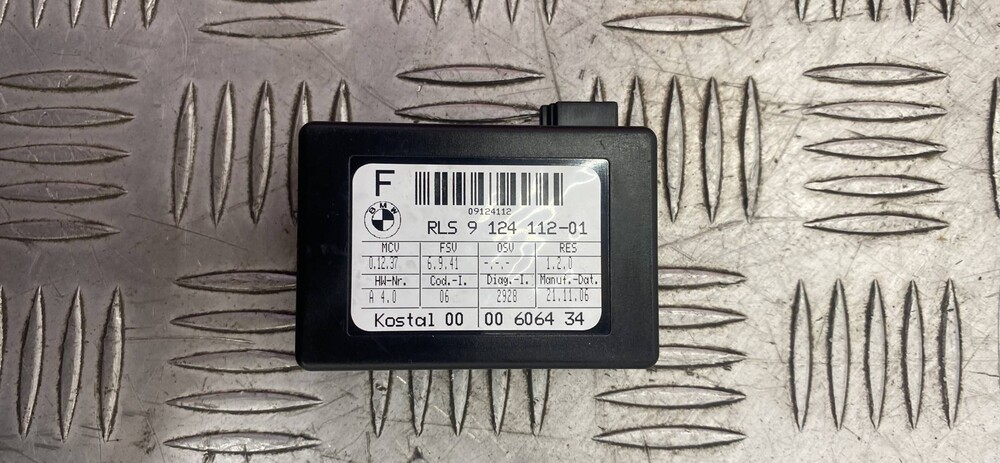 F
09124112
BMW
RLS 9 124 112-01
MCV FSV OSV RES
0.12.37 6.9.41 -.-.- 1.2.0
HW-Nr. Cod.-I. Diag.-I. Manuf.-Dat.
A 4.0 06 2928 21.11.06
Kostal 00 00 6064 34